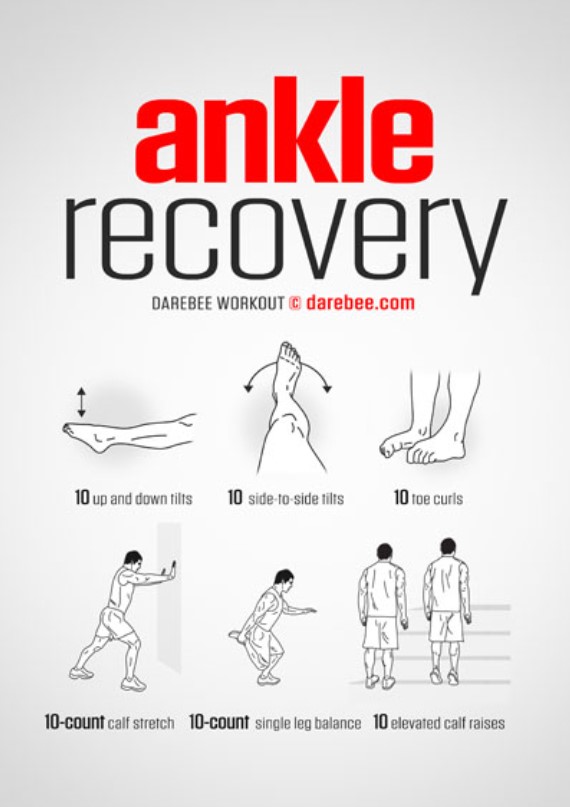 ankle
recovery
DAREBEE WORKOUT © darebee.com
10 up and down tilts
10 side-to-side tilts
10 toe curls
10-count calf stretch
10-count single leg balance
10 elevated calf raises